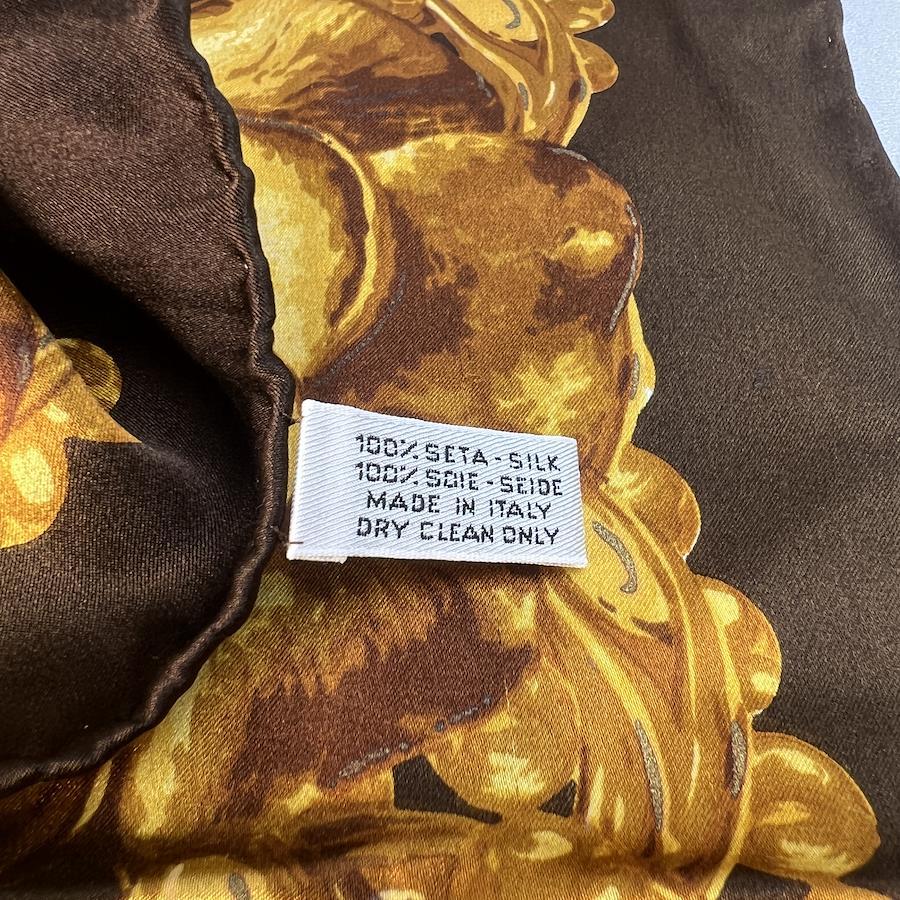 100% SETA - SILK
100% SOIE - SEIDE
MADE IN ITALY
DRY CLEAN ONLY